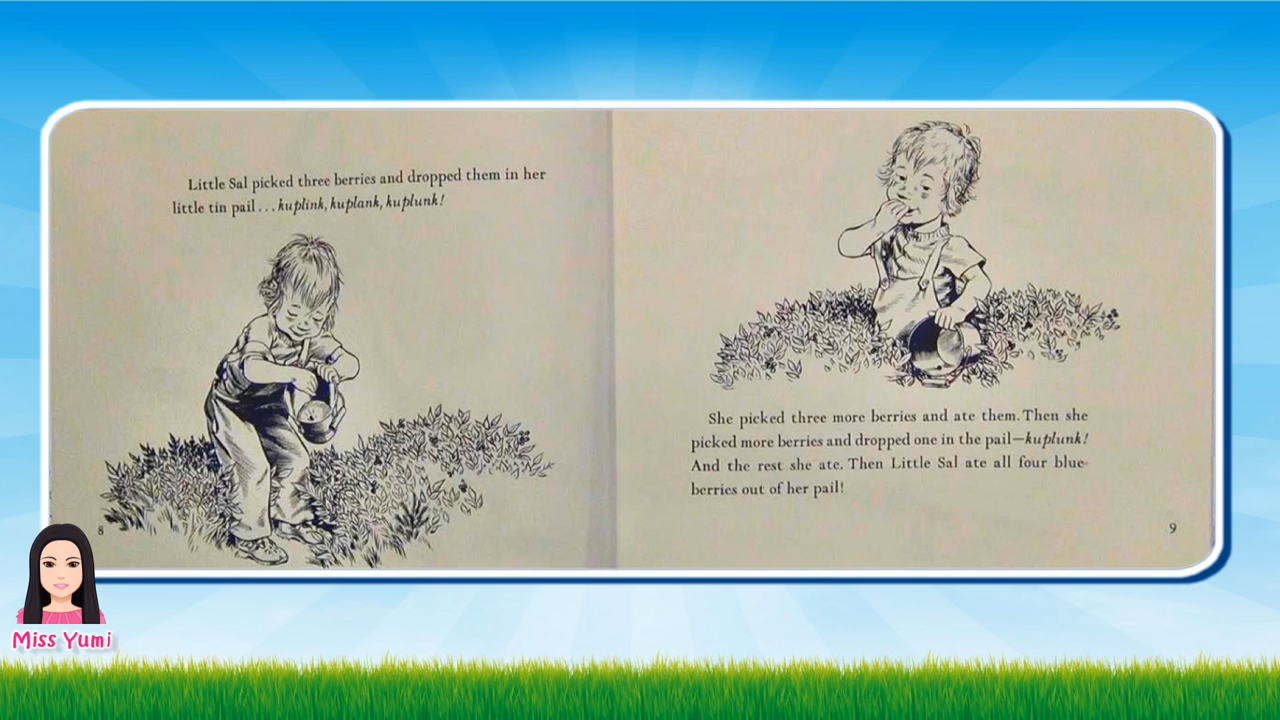 Little Sal picked three berries and dropped them in her
little tin pail...kuplink, kuplank, kuplunk!
8
She picked three more berries and ate them. Then she
picked more berries and dropped one in the pail—kuplunk!
And the rest she ate. Then Little Sal ate all four blue-
berries out of her pail!
9
Miss Yumi